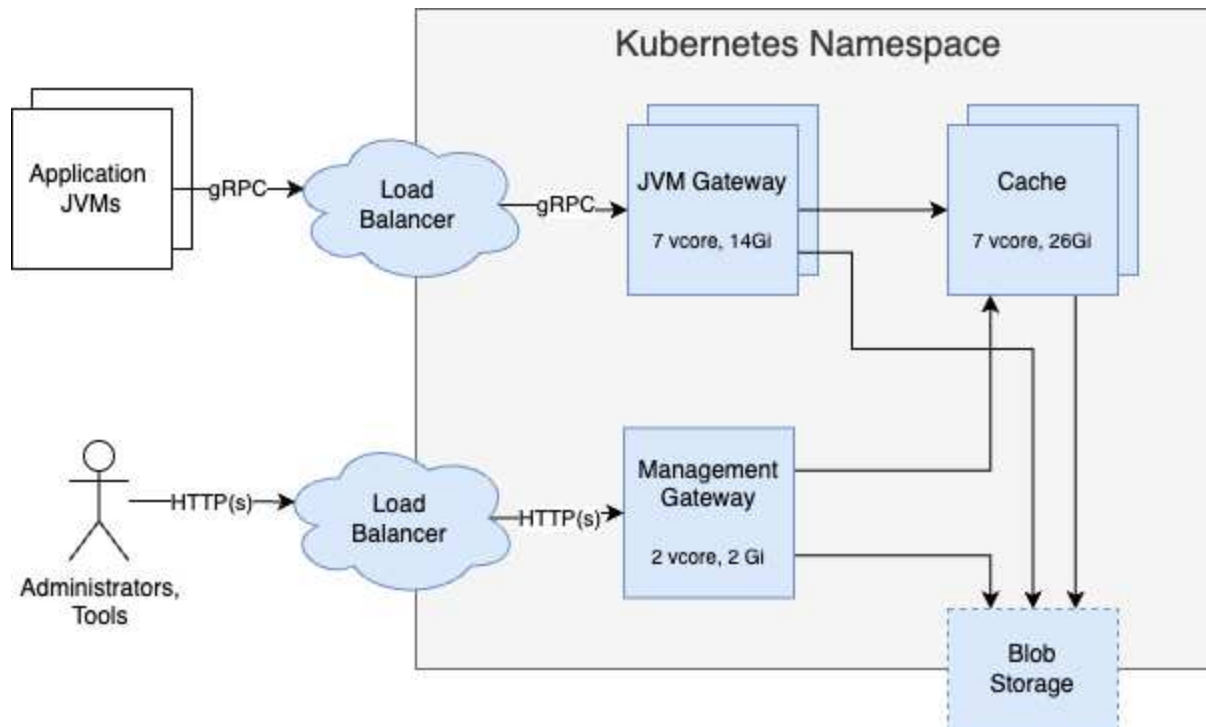 Kubernetes Namespace
Application
JVMs
gRPC
Load
Balancer
gRPC
JVM Gateway
7 vcore, 14Gi
Cache
7 vcore, 26Gi
Administrators,
Tools
HTTP(s)
Load
Balancer
HTTP(s)
Management
Gateway
2 vcore, 2 Gi
Blob
Storage